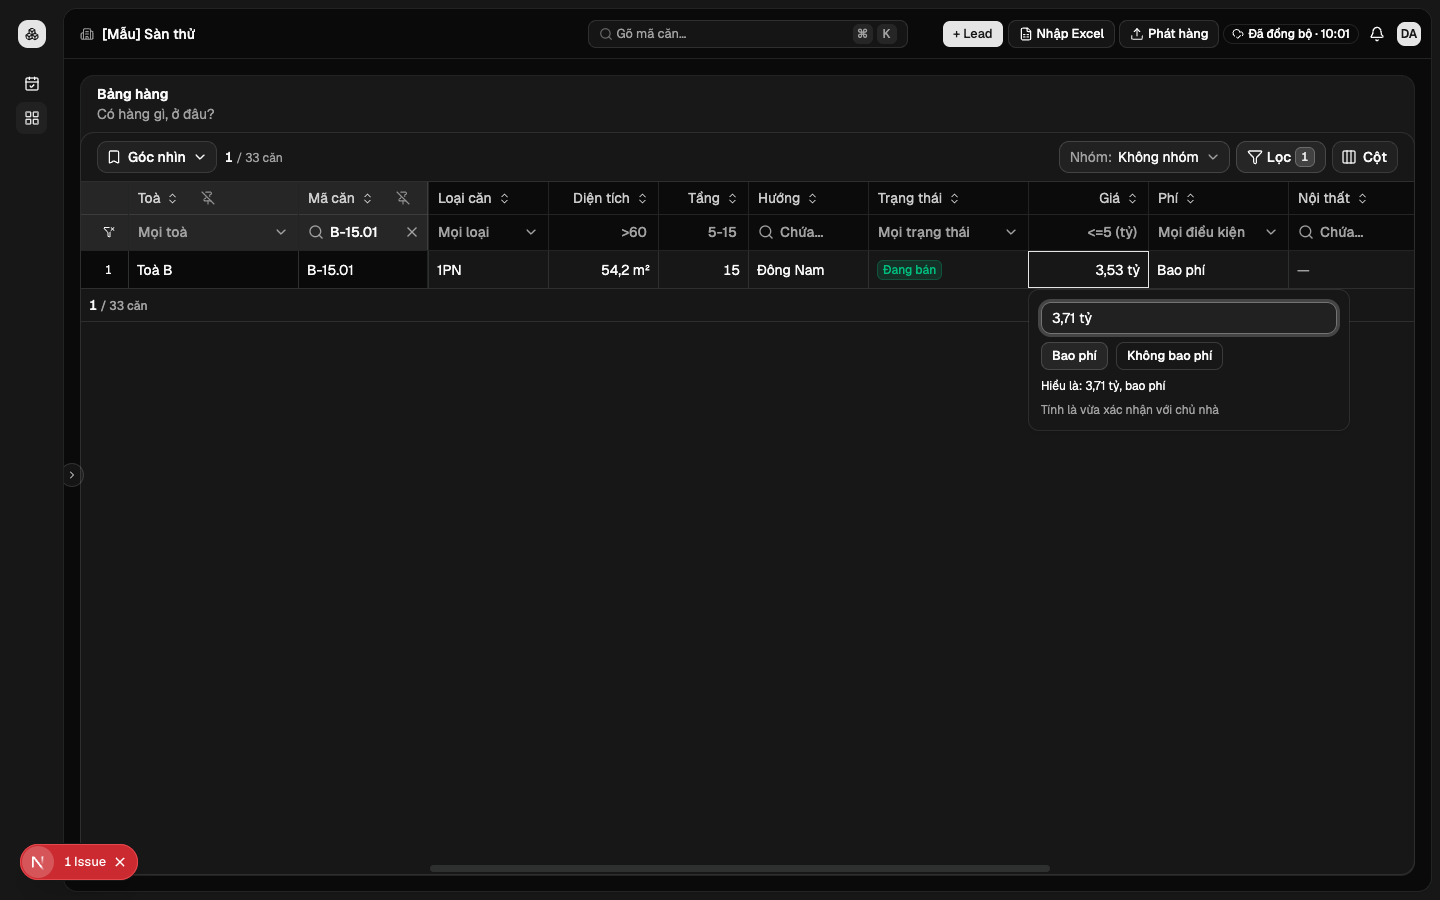 [Mẫu] Sàn thử
Gõ mã căn...
⌘ K
+ Lead
Nhập Excel
Phát hàng
Đã đồng bộ · 10:01
DA
Bảng hàng
Có hàng gì, ở đâu?
Góc nhìn
1 / 33 căn
Nhóm: Không nhóm
Lọc 1
Cột
Toà
Mã căn
Loại căn
Diện tích
Tầng
Hướng
Trạng thái
Giá
Phí
Nội thất
Mọi toà
B-15.01
Mọi loại
>60
5-15
Chứa...
Mọi trạng thái
<=5 (tỷ)
Mọi điều kiện
Chứa...
1
Toà B
B-15.01
1PN
54,2 m²
15
Đông Nam
Đang bán
3,53 tỷ
Bao phí
—
1 / 33 căn
3,71 tỷ
Bao phí
Không bao phí
Hiểu là: 3,71 tỷ, bao phí
Tính là vừa xác nhận với chủ nhà
N
1 Issue